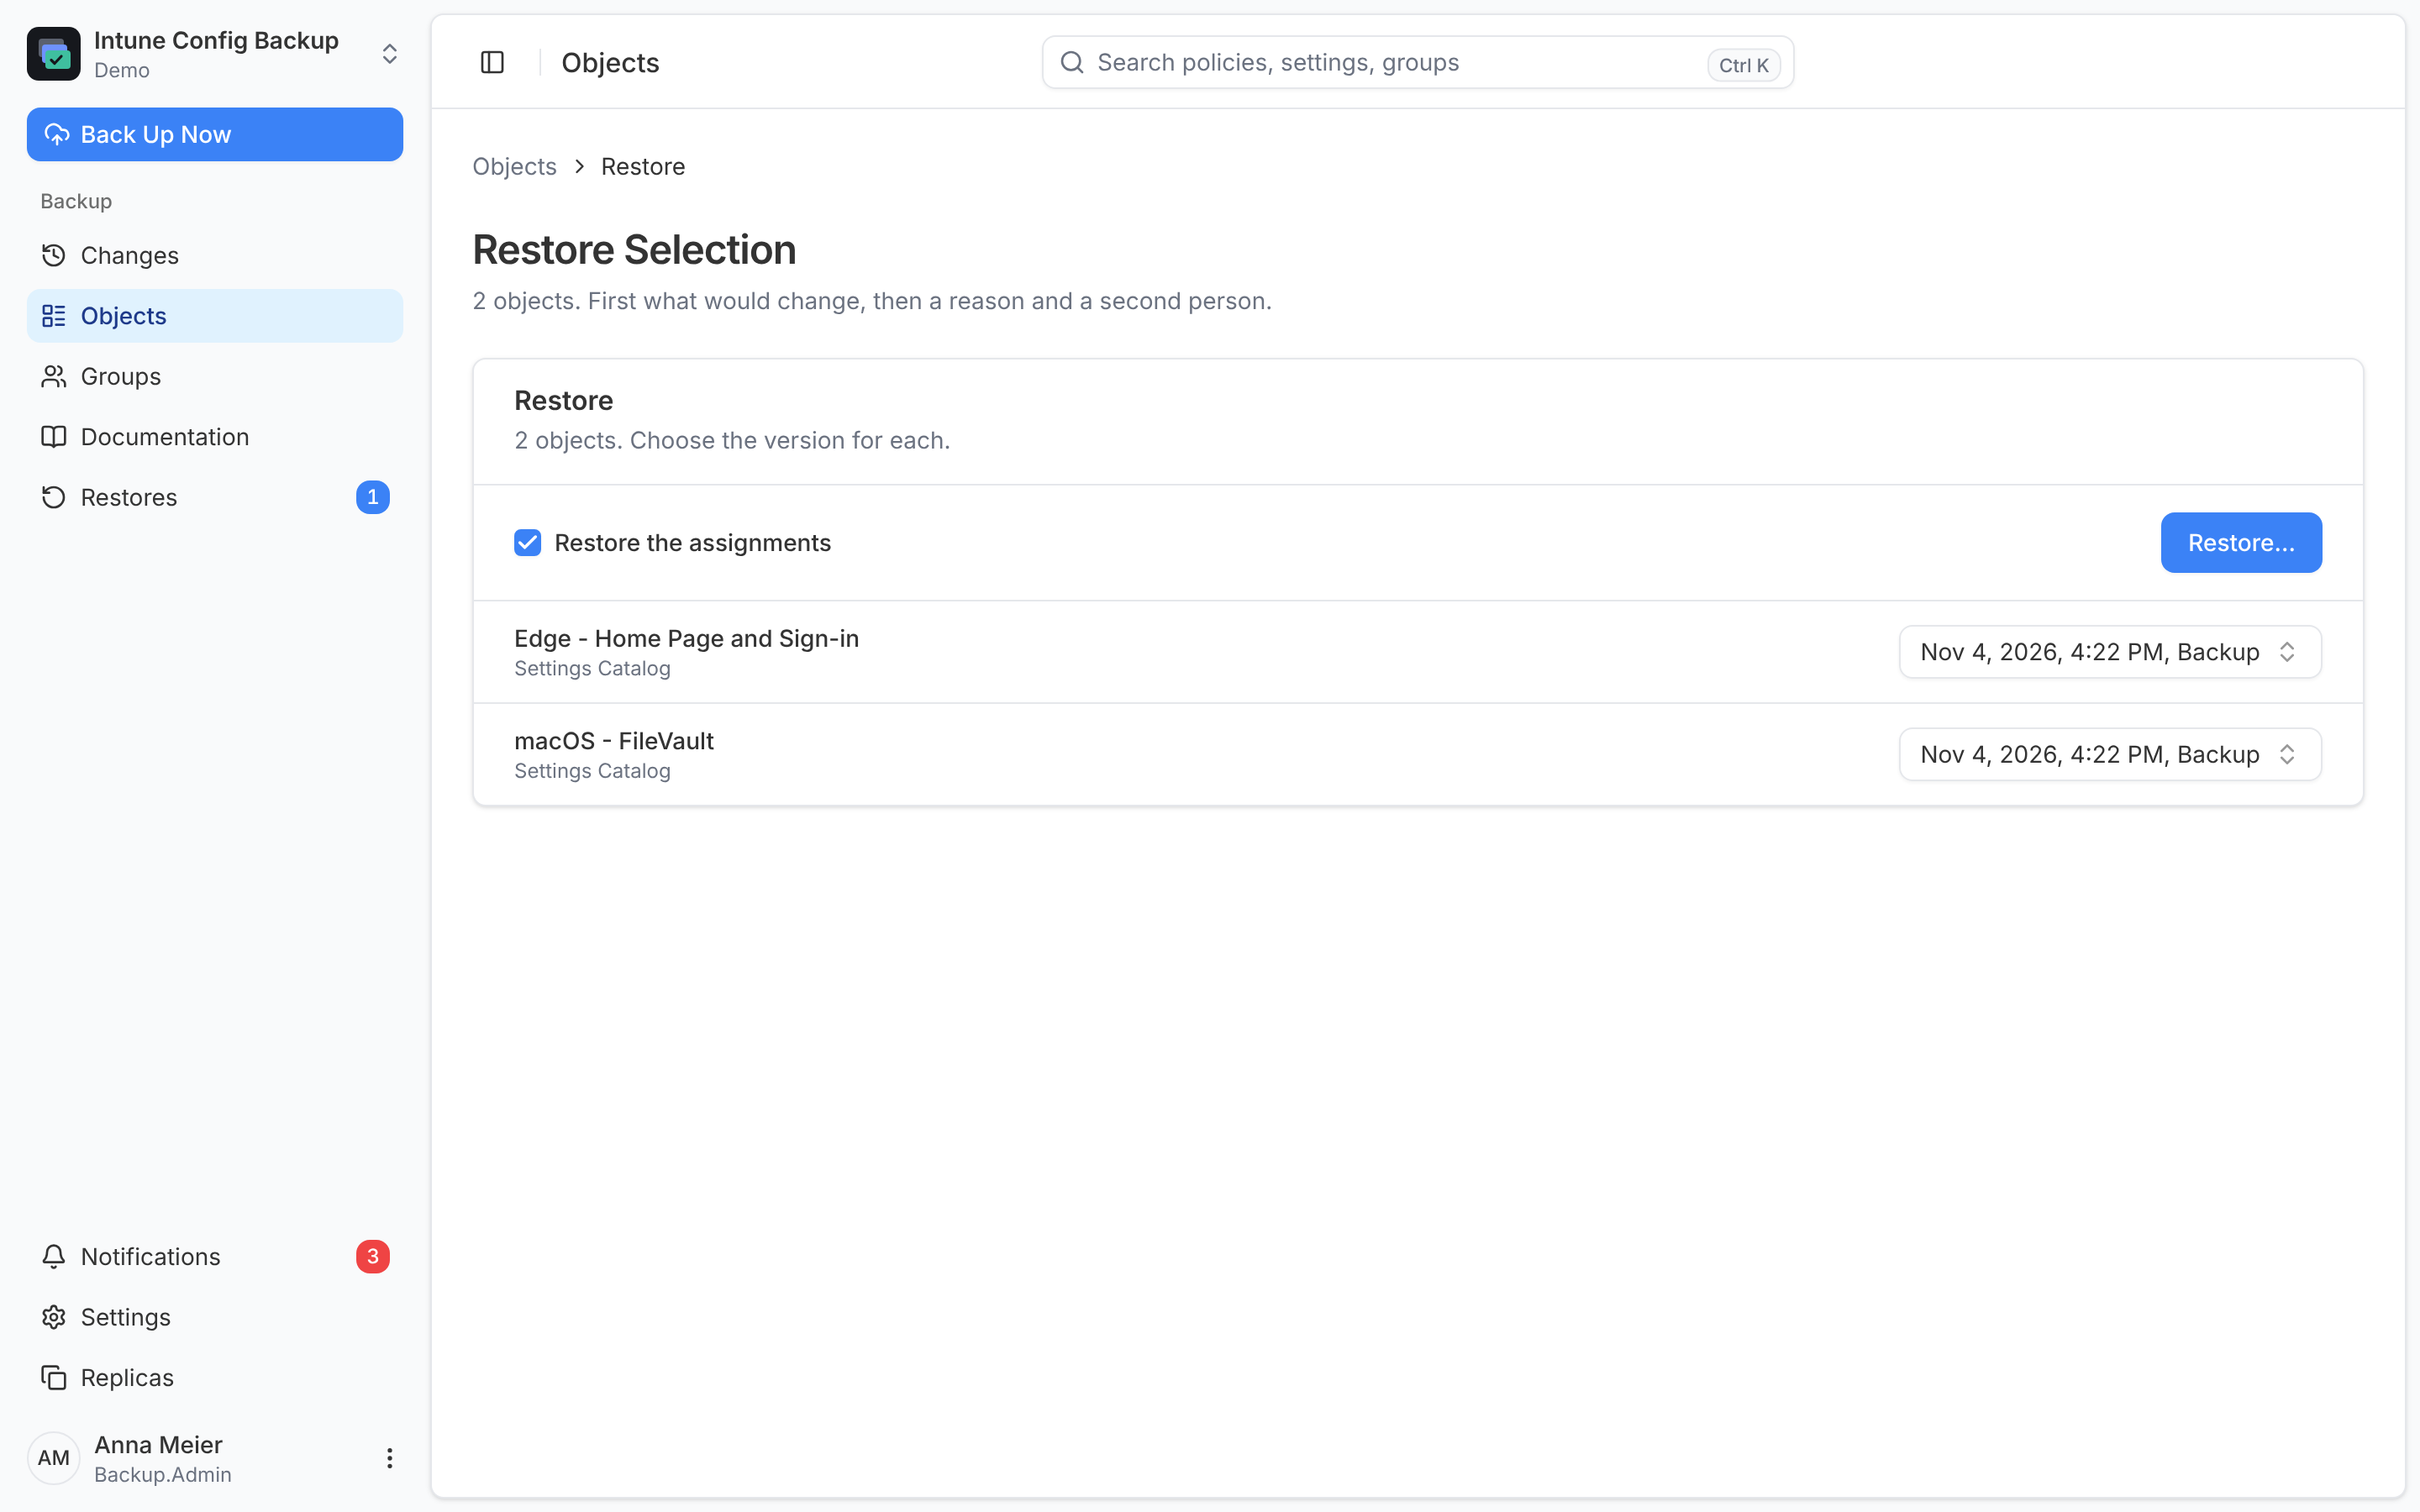 Intune Config Backup
Demo
Back Up Now
Backup
Changes
Objects
Groups
Documentation
Restores
1
Notifications
3
Settings
Replicas
AM
Anna Meier
Backup.Admin
Objects
Search policies, settings, groups
Ctrl K
Objects > Restore
Restore Selection
2 objects. First what would change, then a reason and a second person.
Restore
2 objects. Choose the version for each.
Restore the assignments
Restore...
Edge - Home Page and Sign-in
Settings Catalog
Nov 4, 2026, 4:22 PM, Backup
macOS - FileVault
Settings Catalog
Nov 4, 2026, 4:22 PM, Backup